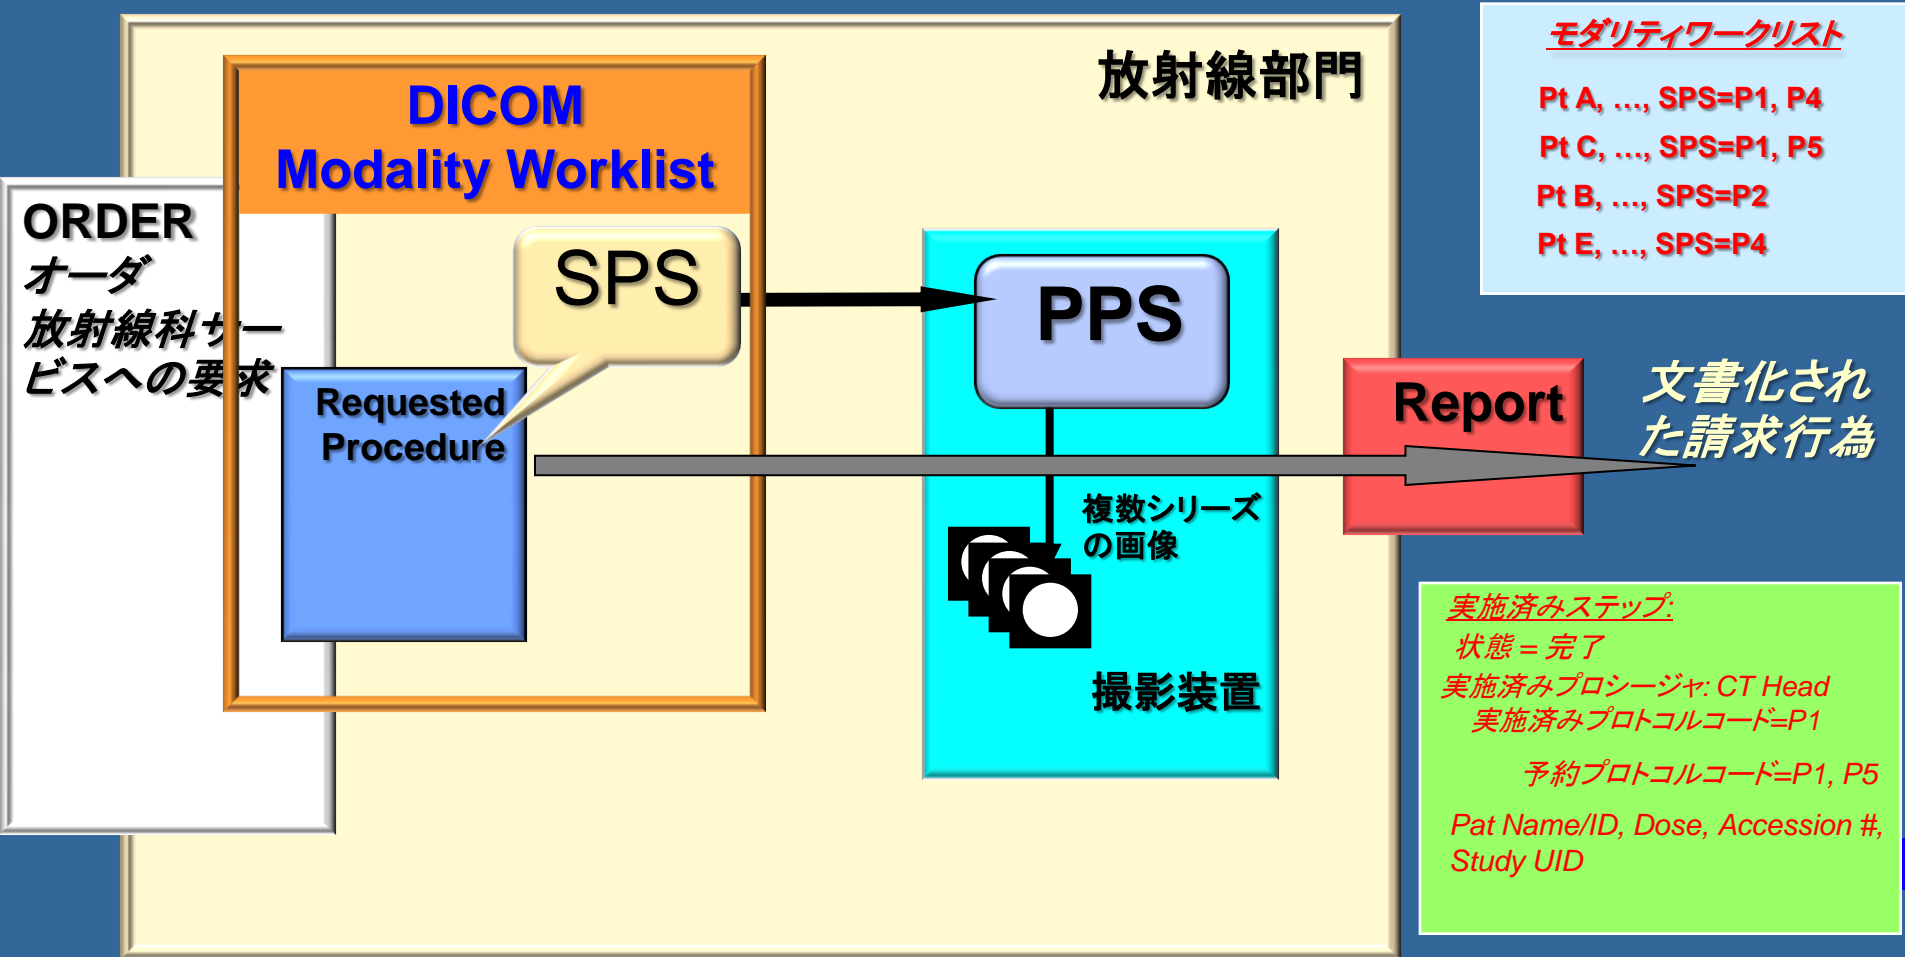 放射線部門
DICOM
Modality Worklist
ORDER
オーダ
放射線科サー
ビスへの要求
SPS
Requested
Procedure
PPS
複数シリーズ
の画像
撮影装置
Report
文書化され
た請求行為
モダリティワークリスト
Pt A, …, SPS=P1, P4
Pt C, …, SPS=P1, P5
Pt B, …, SPS=P2
Pt E, …, SPS=P4
実施済みステップ:
状態 = 完了
実施済みプロシージャ: CT Head
実施済みプロトコルコード=P1
予約プロトコルコード=P1, P5
Pat Name/ID, Dose, Accession #,
Study UID